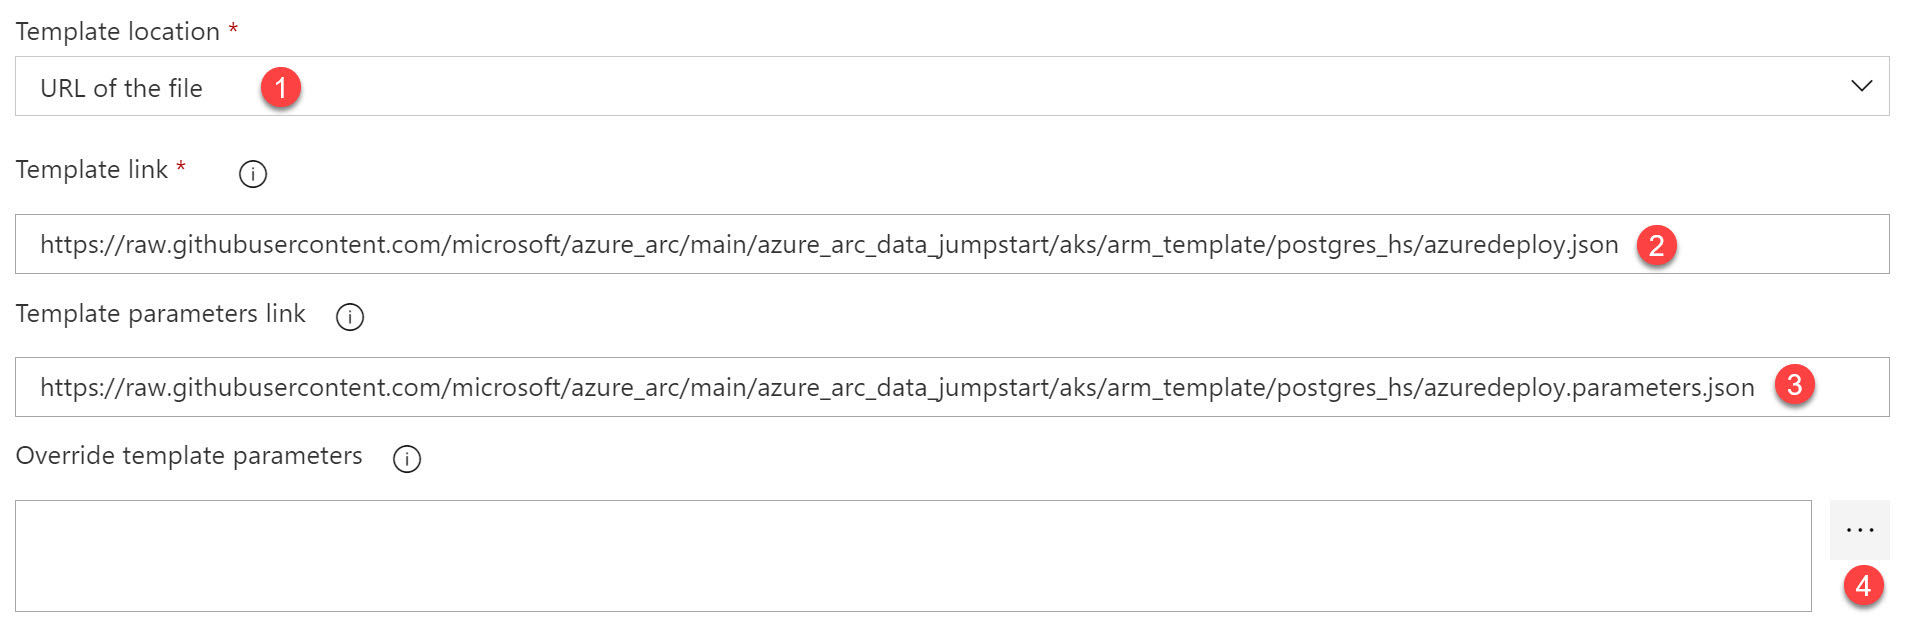 Template location *
URL of the file 1
Template link * i
https://raw.githubusercontent.com/microsoft/azure_arc/main/azure_arc_data_jumpstart/aks/arm_template/postgres_hs/azuredeploy.json 2
Template parameters link i
https://raw.githubusercontent.com/microsoft/azure_arc/main/azure_arc_data_jumpstart/aks/arm_template/postgres_hs/azuredeploy.parameters.json 3
Override template parameters i
...
4